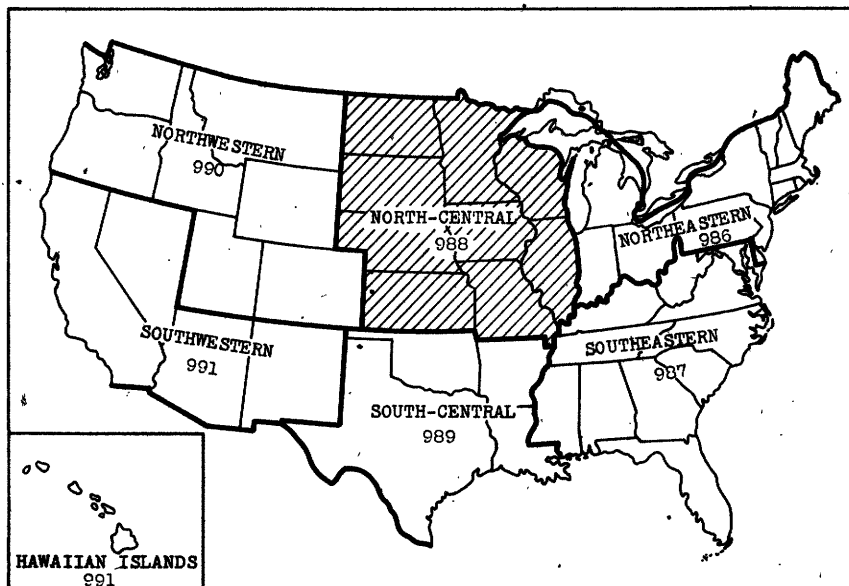 NORTHWESTERN
990
NORTH-CENTRAL
988
NORTHEASTERN
986
SOUTHWESTERN
991
SOUTHEASTERN
987
SOUTH-CENTRAL
989
HAWAIIAN ISLANDS
991